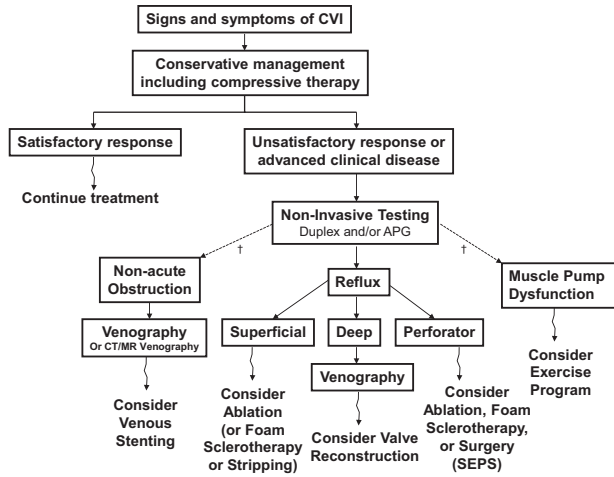 Signs and symptoms of CVI
Conservative management
including compressive therapy
Satisfactory response
Unsatisfactory response or
advanced clinical disease
Continue treatment
Non-Invasive Testing
Duplex and/or APG
†
†
Non-acute
Obstruction
Reflux
Muscle Pump
Dysfunction
Venography
Or CT/MR Venography
Superficial
Deep
Perforator
Consider
Exercise
Program
Venography
Consider
Venous
Stenting
Consider
Ablation
(or Foam
Sclerotherapy
or Stripping)
Consider Valve
Reconstruction
Consider
Ablation, Foam
Sclerotherapy,
or Surgery
(SEPS)